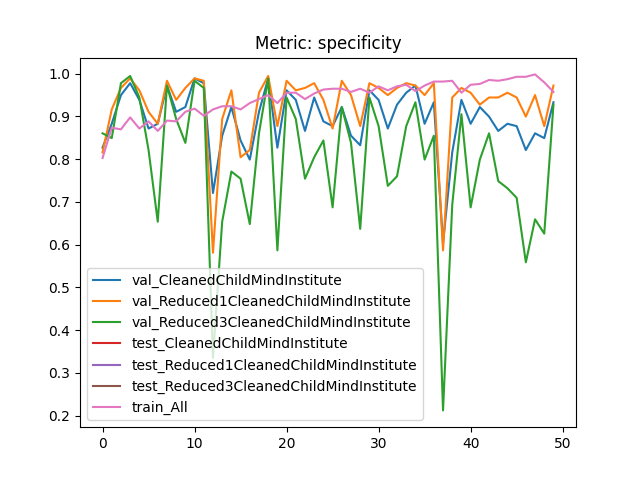 Metric: specificity
1.0
0.9
0.8
0.7
0.6
0.5
0.4
0.3
0.2
val_CleanedChildMindInstitute
val_Reduced1CleanedChildMindInstitute
val_Reduced3CleanedChildMindInstitute
test_CleanedChildMindInstitute
test_Reduced1CleanedChildMindInstitute
test_Reduced3CleanedChildMindInstitute
train_All
0 10 20 30 40 50